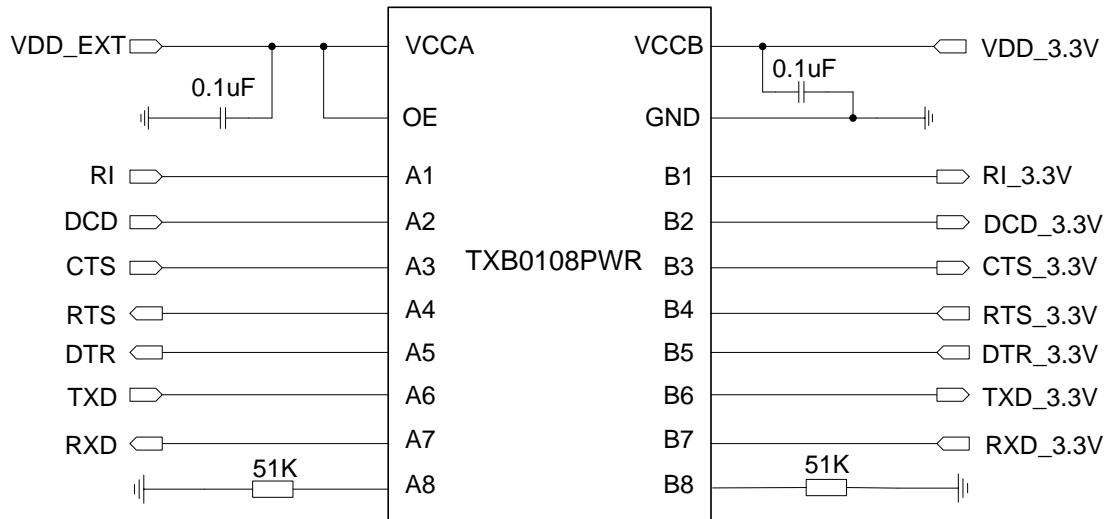 VDD_EXT VCCA VCCB VDD_3.3V
0.1uF 0.1uF
OE GND
RI A1 B1 RI_3.3V
DCD A2 B2 DCD_3.3V
TXB0108PWR
CTS A3 B3 CTS_3.3V
RTS A4 B4 RTS_3.3V
DTR A5 B5 DTR_3.3V
TXD A6 B6 TXD_3.3V
RXD A7 B7 RXD_3.3V
51K A8 B8 51K